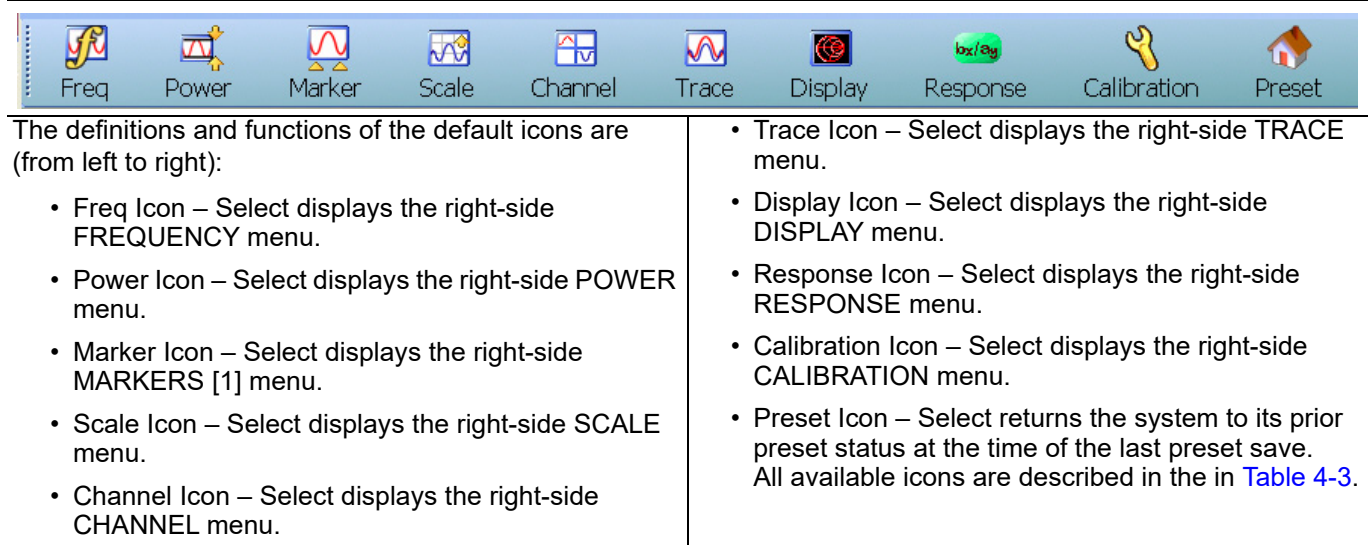 bx/ay
Freq Power Marker Scale Channel Trace Display Response Calibration Preset
The definitions and functions of the default icons are
(from left to right):
• Freq Icon – Select displays the right-side
FREQUENCY menu.
• Power Icon – Select displays the right-side POWER
menu.
• Marker Icon – Select displays the right-side
MARKERS [1] menu.
• Scale Icon – Select displays the right-side SCALE
menu.
• Channel Icon – Select displays the right-side
CHANNEL menu.
• Trace Icon – Select displays the right-side TRACE
menu.
• Display Icon – Select displays the right-side
DISPLAY menu.
• Response Icon – Select displays the right-side
RESPONSE menu.
• Calibration Icon – Select displays the right-side
CALIBRATION menu.
• Preset Icon – Select returns the system to its prior
preset status at the time of the last preset save.
All available icons are described in the in Table 4-3.